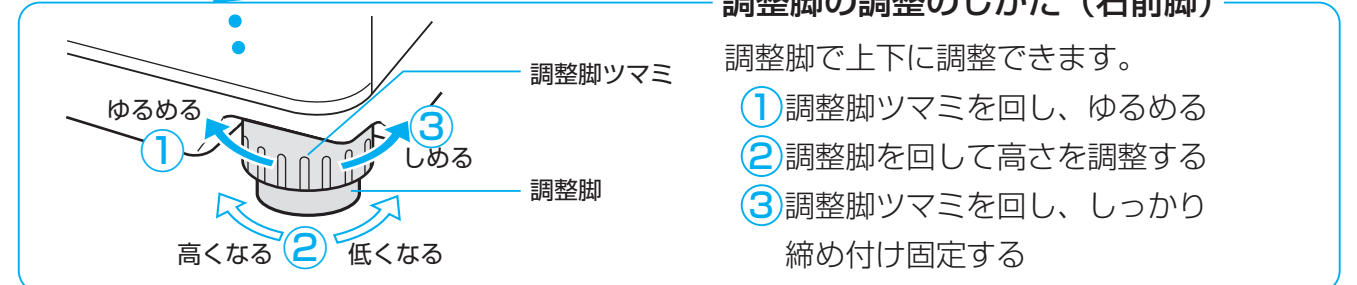 調整脚の調整のしかた（右前脚）
調整脚で上下に調整できます。
①調整脚ツマミを回し、ゆるめる
②調整脚を回して高さを調整する
③調整脚ツマミを回し、しっかり
締め付け固定する
調整脚ツマミ
ゆるめる
①
③
しめる
調整脚
高くなる ② 低くなる